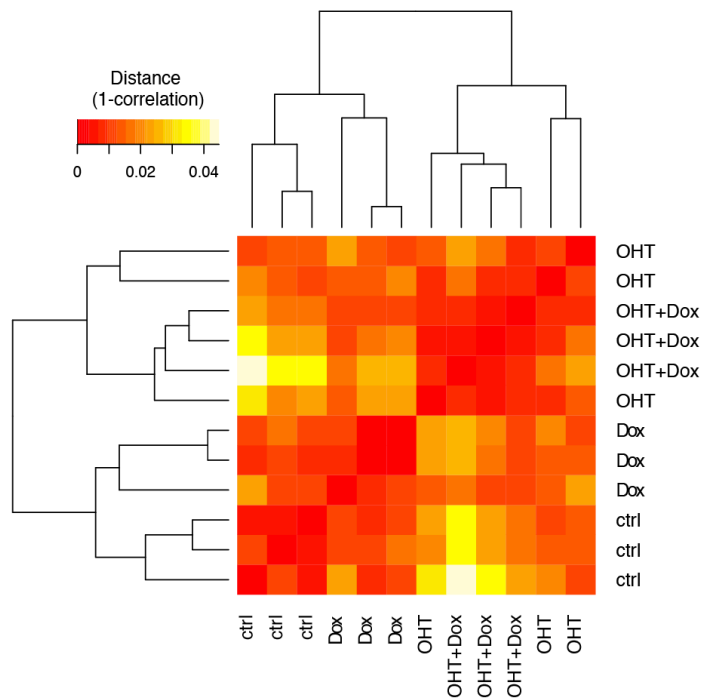 Distance
(1-correlation)
0 0.02 0.04
OHT
OHT
OHT+Dox
OHT+Dox
OHT+Dox
OHT
Dox
Dox
Dox
ctrl
ctrl
ctrl
ctrl
ctrl
ctrl
Dox
Dox
Dox
OHT
OHT+Dox
OHT+Dox
OHT+Dox
OHT
OHT